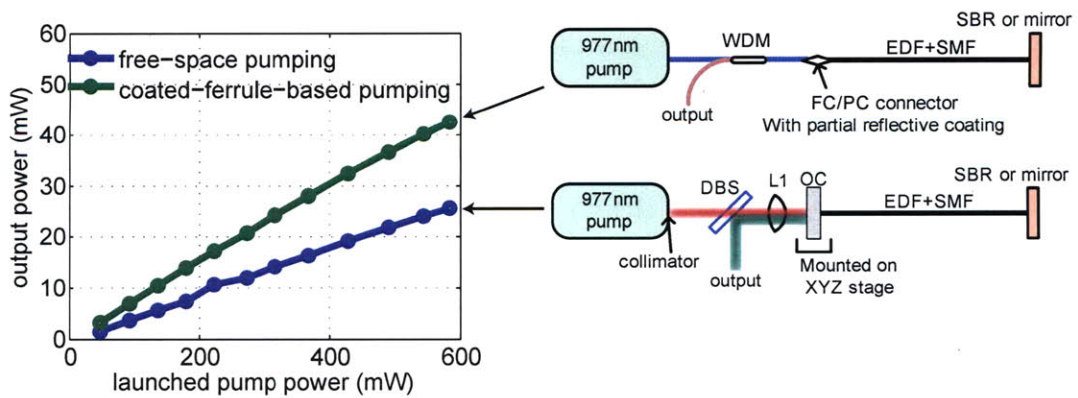 60
50
40
30
20
10
0
output power (mW)
free-space pumping
coated-ferrule-based pumping
0
200
400
600
launched pump power (mW)
977nm
pump
WDM
output
EDF+SMF
SBR or mirror
FC/PC connector
With partial reflective coating
977nm
pump
collimator
DBS
L1
OC
output
EDF+SMF
SBR or mirror
Mounted on
XYZ stage